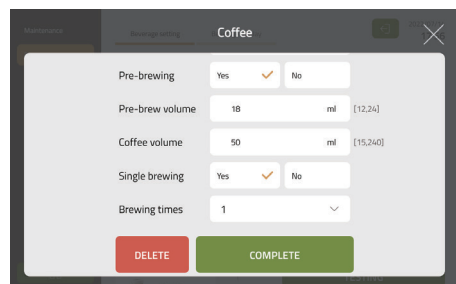 Maintenance
Beverage setting
Coffee
Pre-brewing Yes No
Pre-brew volume 18 ml [12,24]
Coffee volume 50 ml [15,240]
Single brewing Yes No
Brewing times 1
DELETE COMPLETE